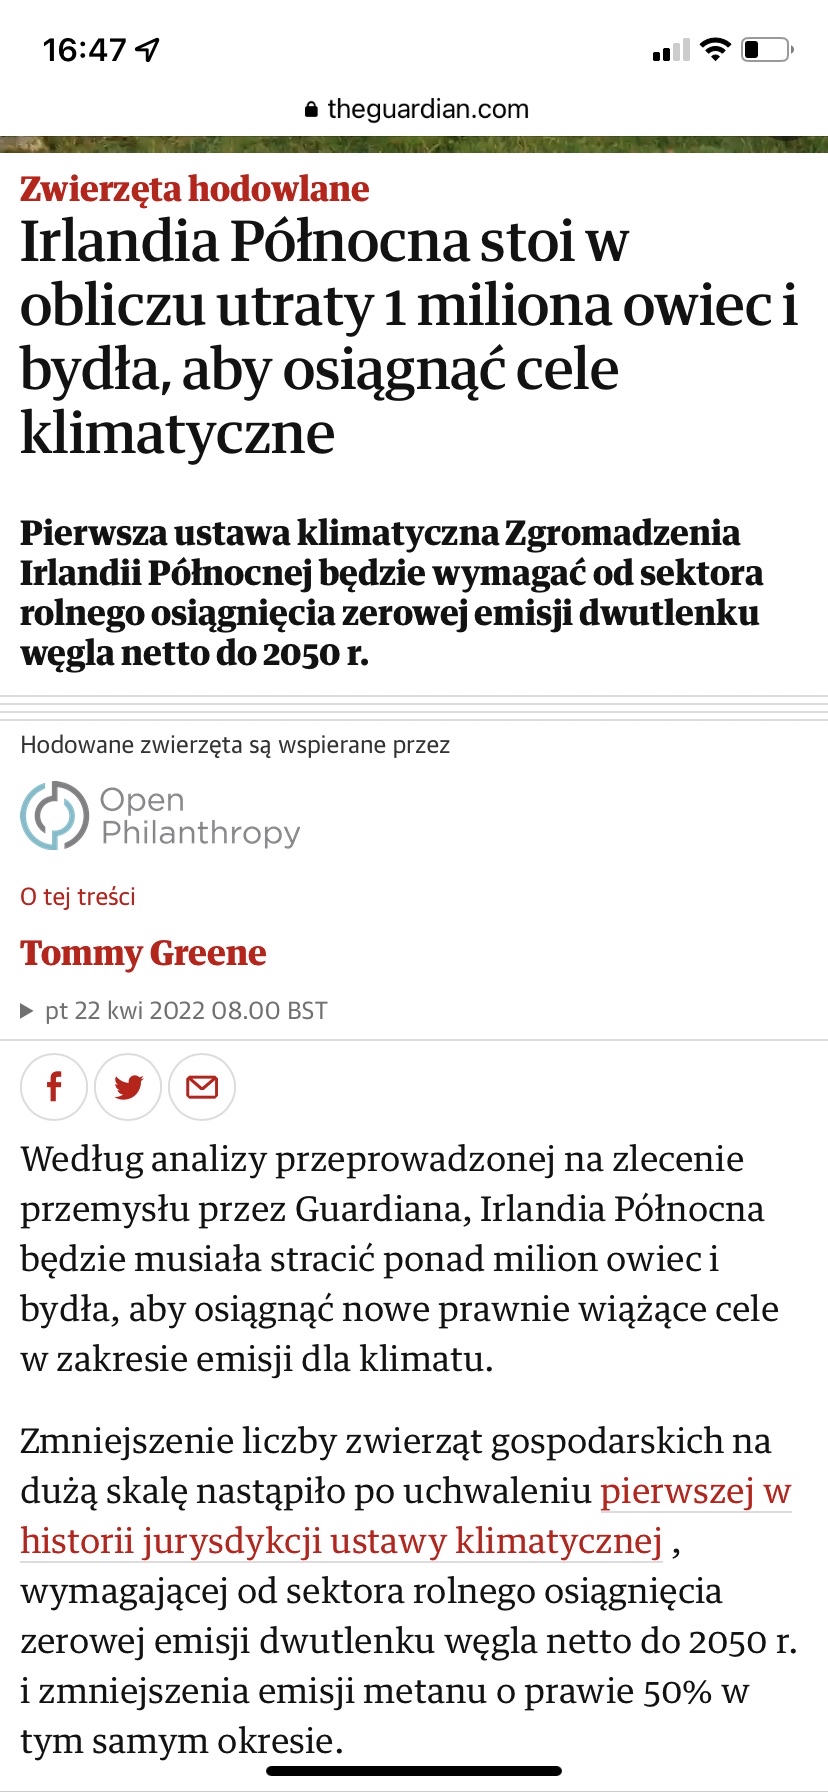 16:47
theguardian.com
Zwierzęta hodowlane
Irlandia Północna stoi w
obliczu utraty 1 miliona owiec i
bydła, aby osiągnąć cele
klimatyczne
Pierwsza ustawa klimatyczna Zgromadzenia
Irlandii Północnej będzie wymagać od sektora
rolnego osiągnięcia zerowej emisji dwutlenku
węgla netto do 2050 r.
Hodowane zwierzęta są wspierane przez
Open
Philanthropy
O tej treści
Tommy Greene
pt 22 kwi 2022 08.00 BST
Według analizy przeprowadzonej na zlecenie
przemysłu przez Guardiana, Irlandia Północna
będzie musiała stracić ponad milion owiec i
bydła, aby osiągnąć nowe prawnie wiążące cele
w zakresie emisji dla klimatu.
Zmniejszenie liczby zwierząt gospodarskich na
dużą skalę nastąpiło po uchwaleniu pierwszej w
historii jurysdykcji ustawy klimatycznej ,
wymagającej od sektora rolnego osiągnięcia
zerowej emisji dwutlenku węgla netto do 2050 r.
i zmniejszenia emisji metanu o prawie 50% w
tym samym okresie.